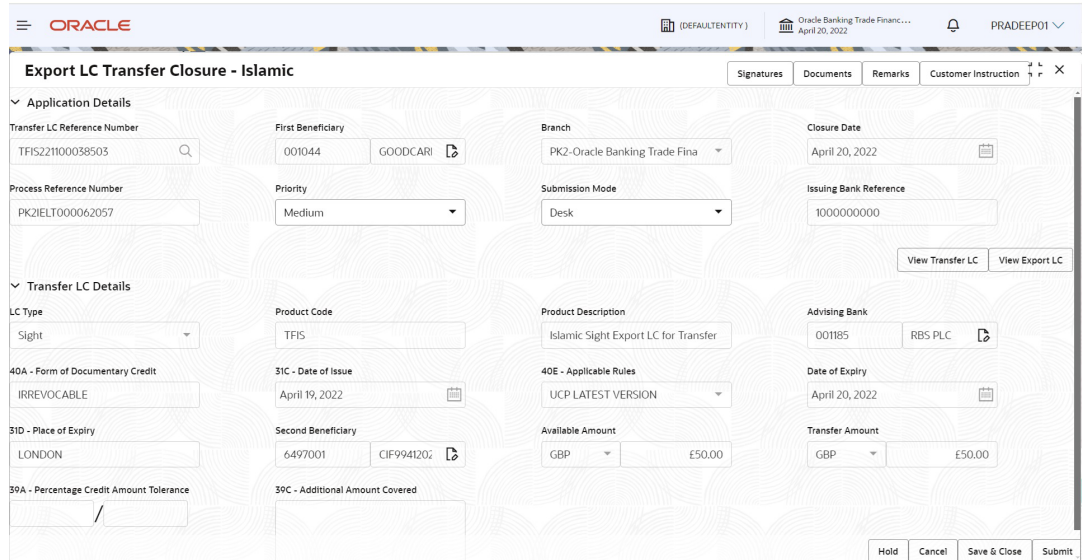 ORACLE
(DEFAULTENTITY )
Oracle Banking Trade Financ...
April 20, 2022
PRADEEP01
Export LC Transfer Closure - Islamic
Signatures
Documents
Remarks
Customer Instruction
Application Details
Transfer LC Reference Number
First Beneficiary
Branch
Closure Date
TFIS221100038503
001044
GOODCARI
PK2-Oracle Banking Trade Fina
April 20, 2022
Process Reference Number
Priority
Submission Mode
Issuing Bank Reference
PK2IELT000062057
Medium
Desk
1000000000
View Transfer LC
View Export LC
Transfer LC Details
LC Type
Product Code
Product Description
Advising Bank
Sight
TFIS
Islamic Sight Export LC for Transfer
001185
RBS PLC
40A - Form of Documentary Credit
31C - Date of Issue
40E - Applicable Rules
Date of Expiry
IRREVOCABLE
April 19, 2022
UCP LATEST VERSION
April 20, 2022
31D - Place of Expiry
Second Beneficiary
Available Amount
Transfer Amount
LONDON
6497001
CIF9941202
GBP
£50.00
GBP
£50.00
39A - Percentage Credit Amount Tolerance
39C - Additional Amount Covered
/
Hold
Cancel
Save & Close
Submit